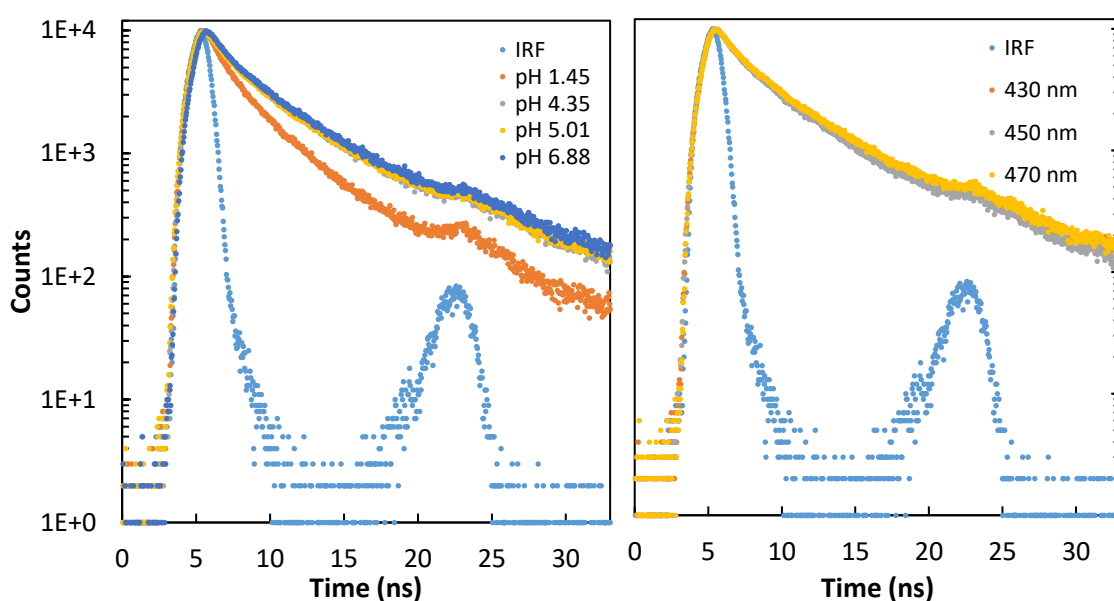 Counts
1E+4
1E+3
1E+2
1E+1
1E+0
0 5 10 15 20 25 30
Time (ns)
IRF
pH 1.45
pH 4.35
pH 5.01
pH 6.88
0 5 10 15 20 25 30
Time (ns)
IRF
430 nm
450 nm
470 nm